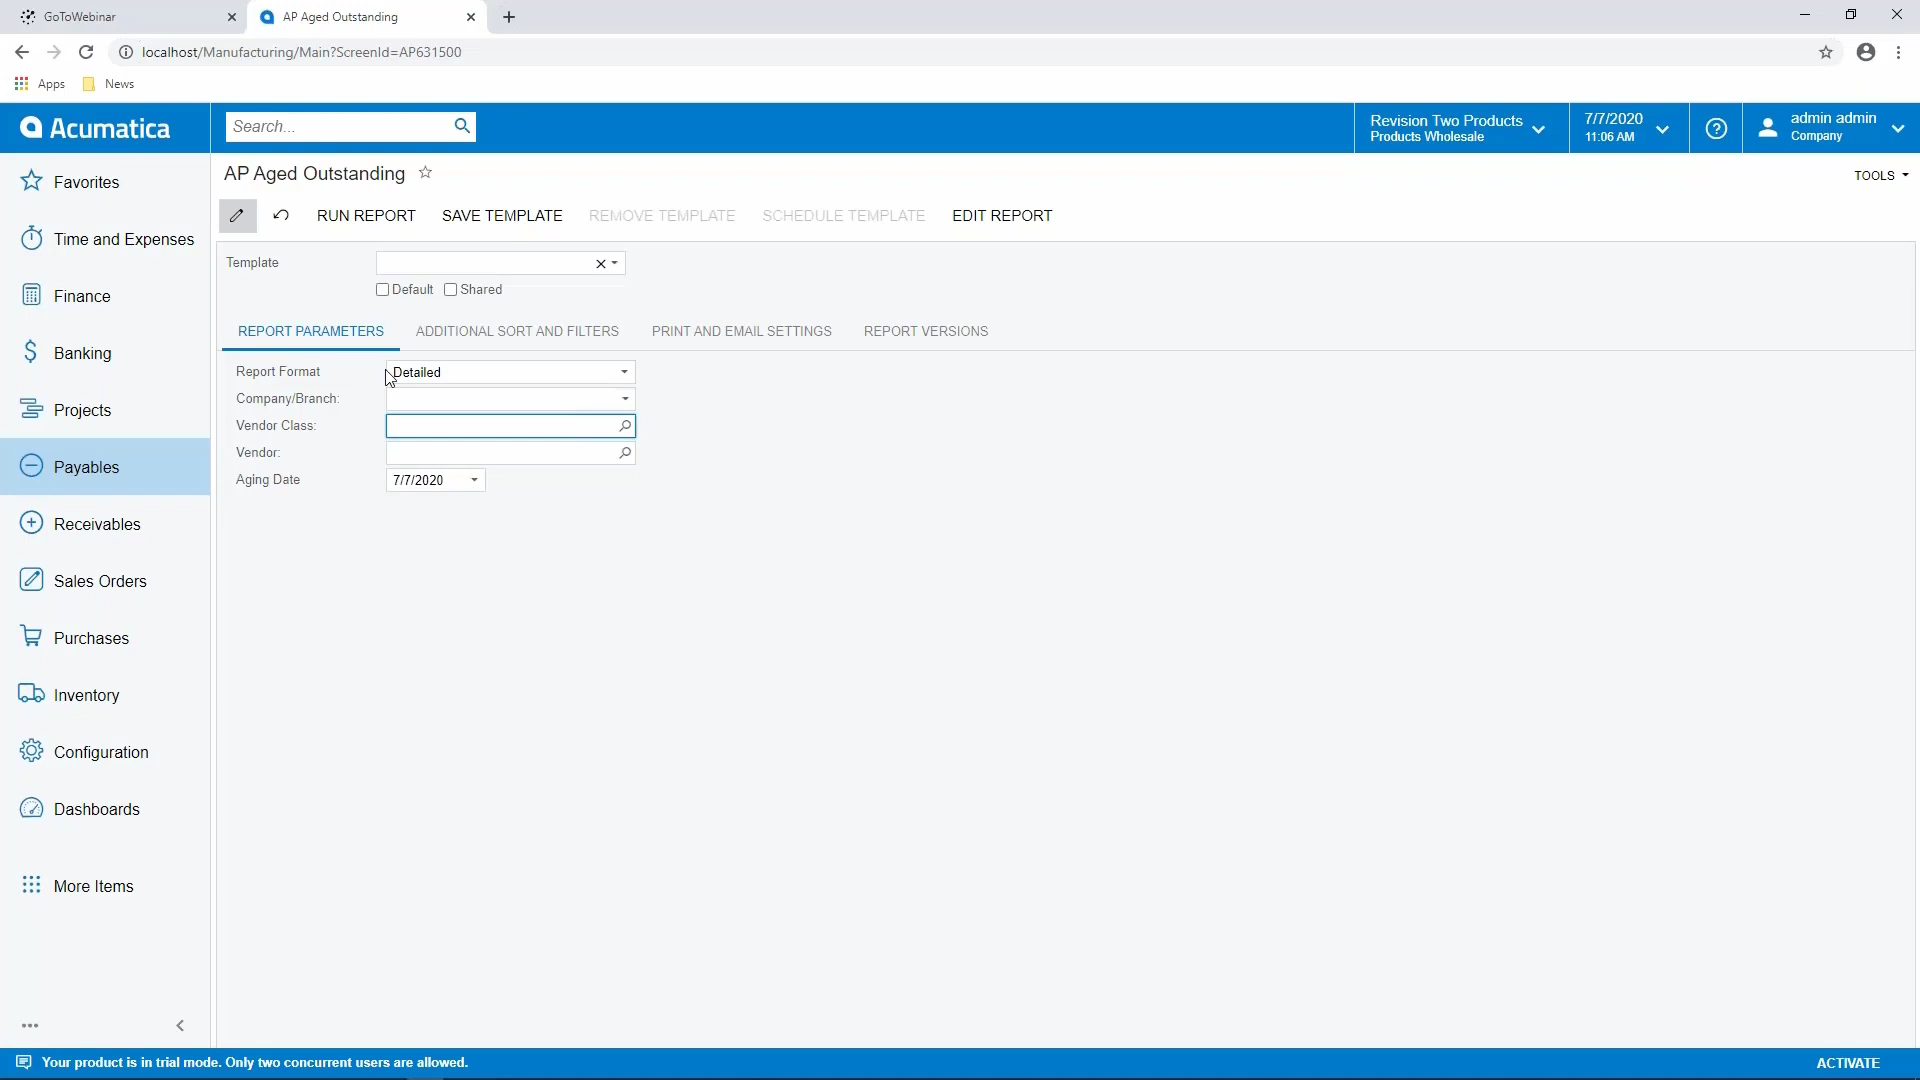 GoToWebinar
AP Aged Outstanding
localhost/Manufacturing/Main?ScreenId=AP631500
Apps
News
Acumatica
Search...
Revision Two Products
Products Wholesale
7/7/2020
11:06 AM
admin admin
Company
Favorites
Time and Expenses
Finance
Banking
Projects
Payables
Receivables
Sales Orders
Purchases
Inventory
Configuration
Dashboards
More Items
AP Aged Outstanding
TOOLS
RUN REPORT SAVE TEMPLATE REMOVE TEMPLATE SCHEDULE TEMPLATE EDIT REPORT
Template
Default Shared
REPORT PARAMETERS ADDITIONAL SORT AND FILTERS PRINT AND EMAIL SETTINGS REPORT VERSIONS
Report Format Detailed
Company/Branch:
Vendor Class:
Vendor:
Aging Date 7/7/2020
Your product is in trial mode. Only two concurrent users are allowed.
ACTIVATE